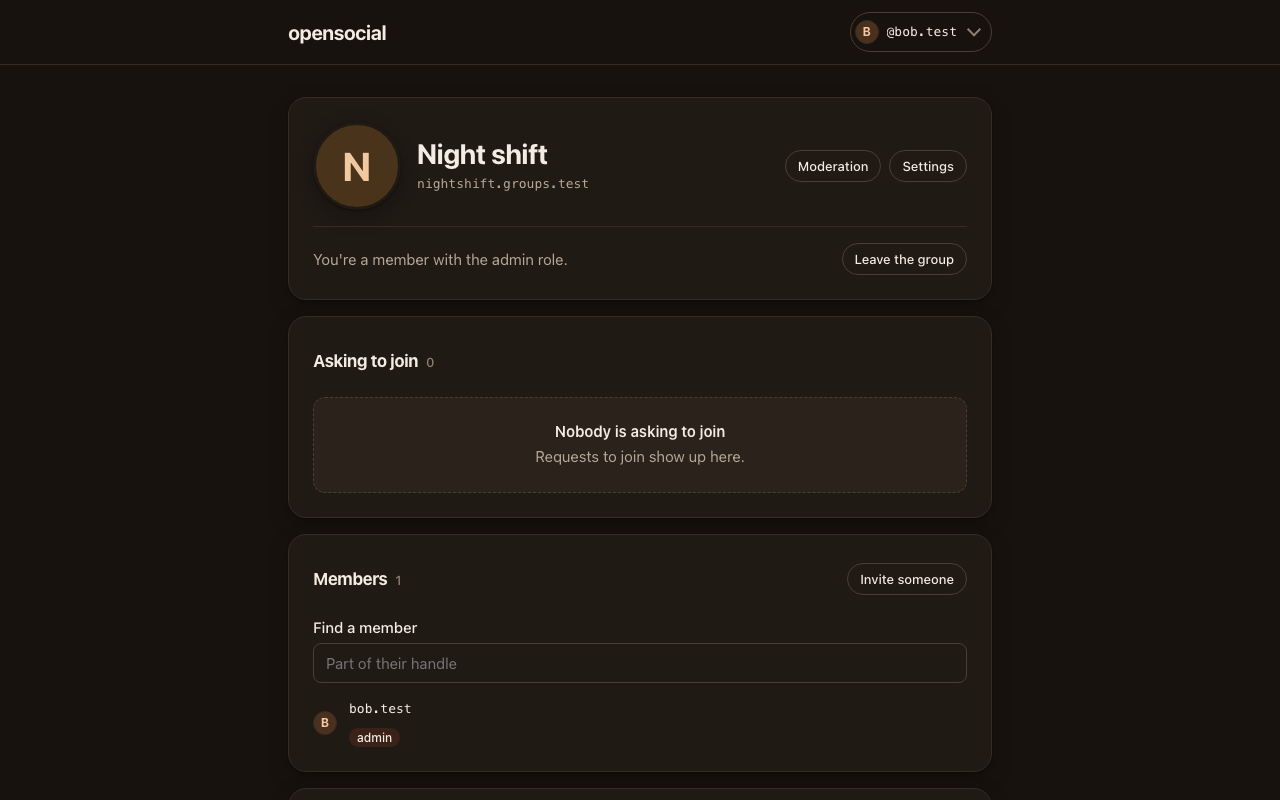 opensocial
B @bob.test
N
Night shift
nightshift.groups.test
Moderation
Settings
You're a member with the admin role.
Leave the group
Asking to join 0
Nobody is asking to join
Requests to join show up here.
Members 1
Invite someone
Find a member
Part of their handle
B
bob.test
admin